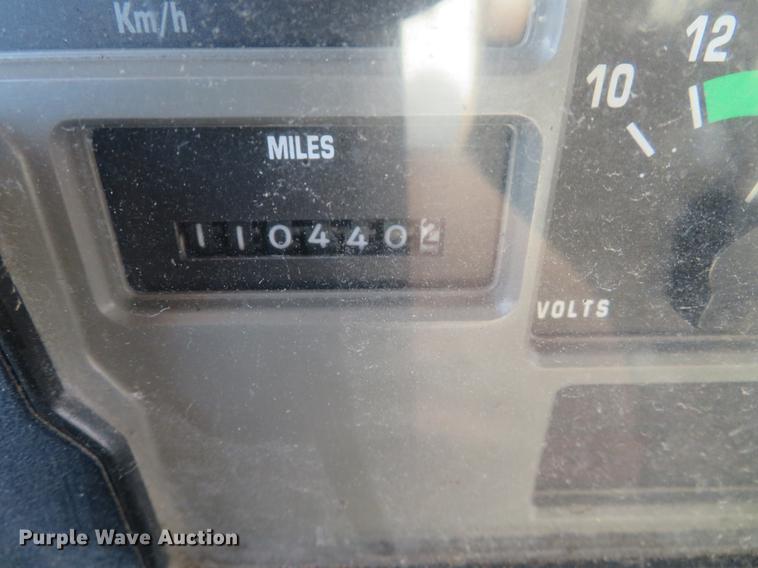 Km/h
12
10
MILES
1104402
VOLTS
Purple Wave Auction